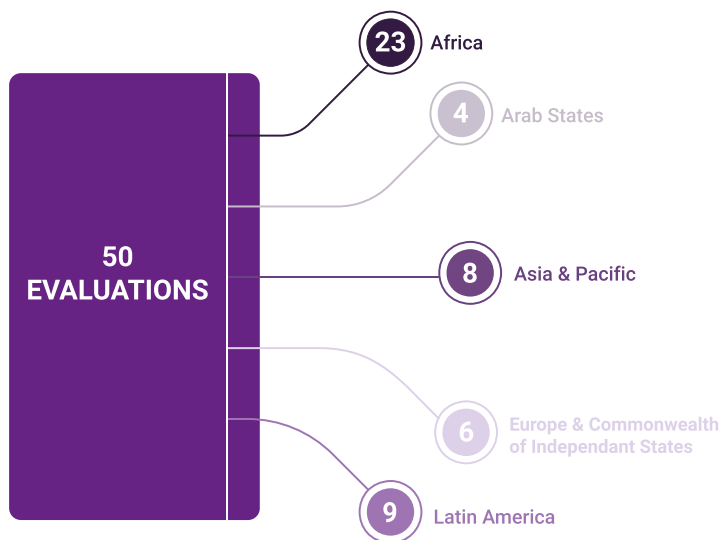 23
Africa
4
Arab States
50
EVALUATIONS
8
Asia & Pacific
6
Europe & Commonwealth
of Independant States
9
Latin America